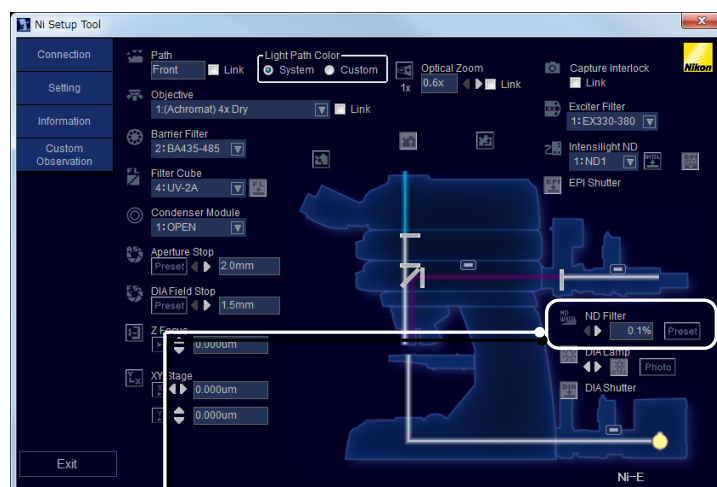 Ni Setup Tool
Connection
Setting
Information
Custom
Observation
Exit
Path
Front
Link
Light Path Color
System
Custom
1x
Optical Zoom
0.6x
Link
Capture Interlock
Link
Nikon
Objective
1:(Achromat) 4x Dry
Link
Exciter Filter
1:EX330-380
Barrier Filter
2:BA435-485
Intensilight ND
1:ND1
Filter Cube
4:UV-2A
EPI Shutter
Condenser Module
1:OPEN
Aperture Stop
Preset
2.0mm
DIA Field Stop
Preset
1.5mm
ND Filter
0.1%
Preset
Z Focus
0.000um
DIA Lamp
Photo
XY Stage
X
0.000um
DIA Shutter
Y
0.000um
Ni-E